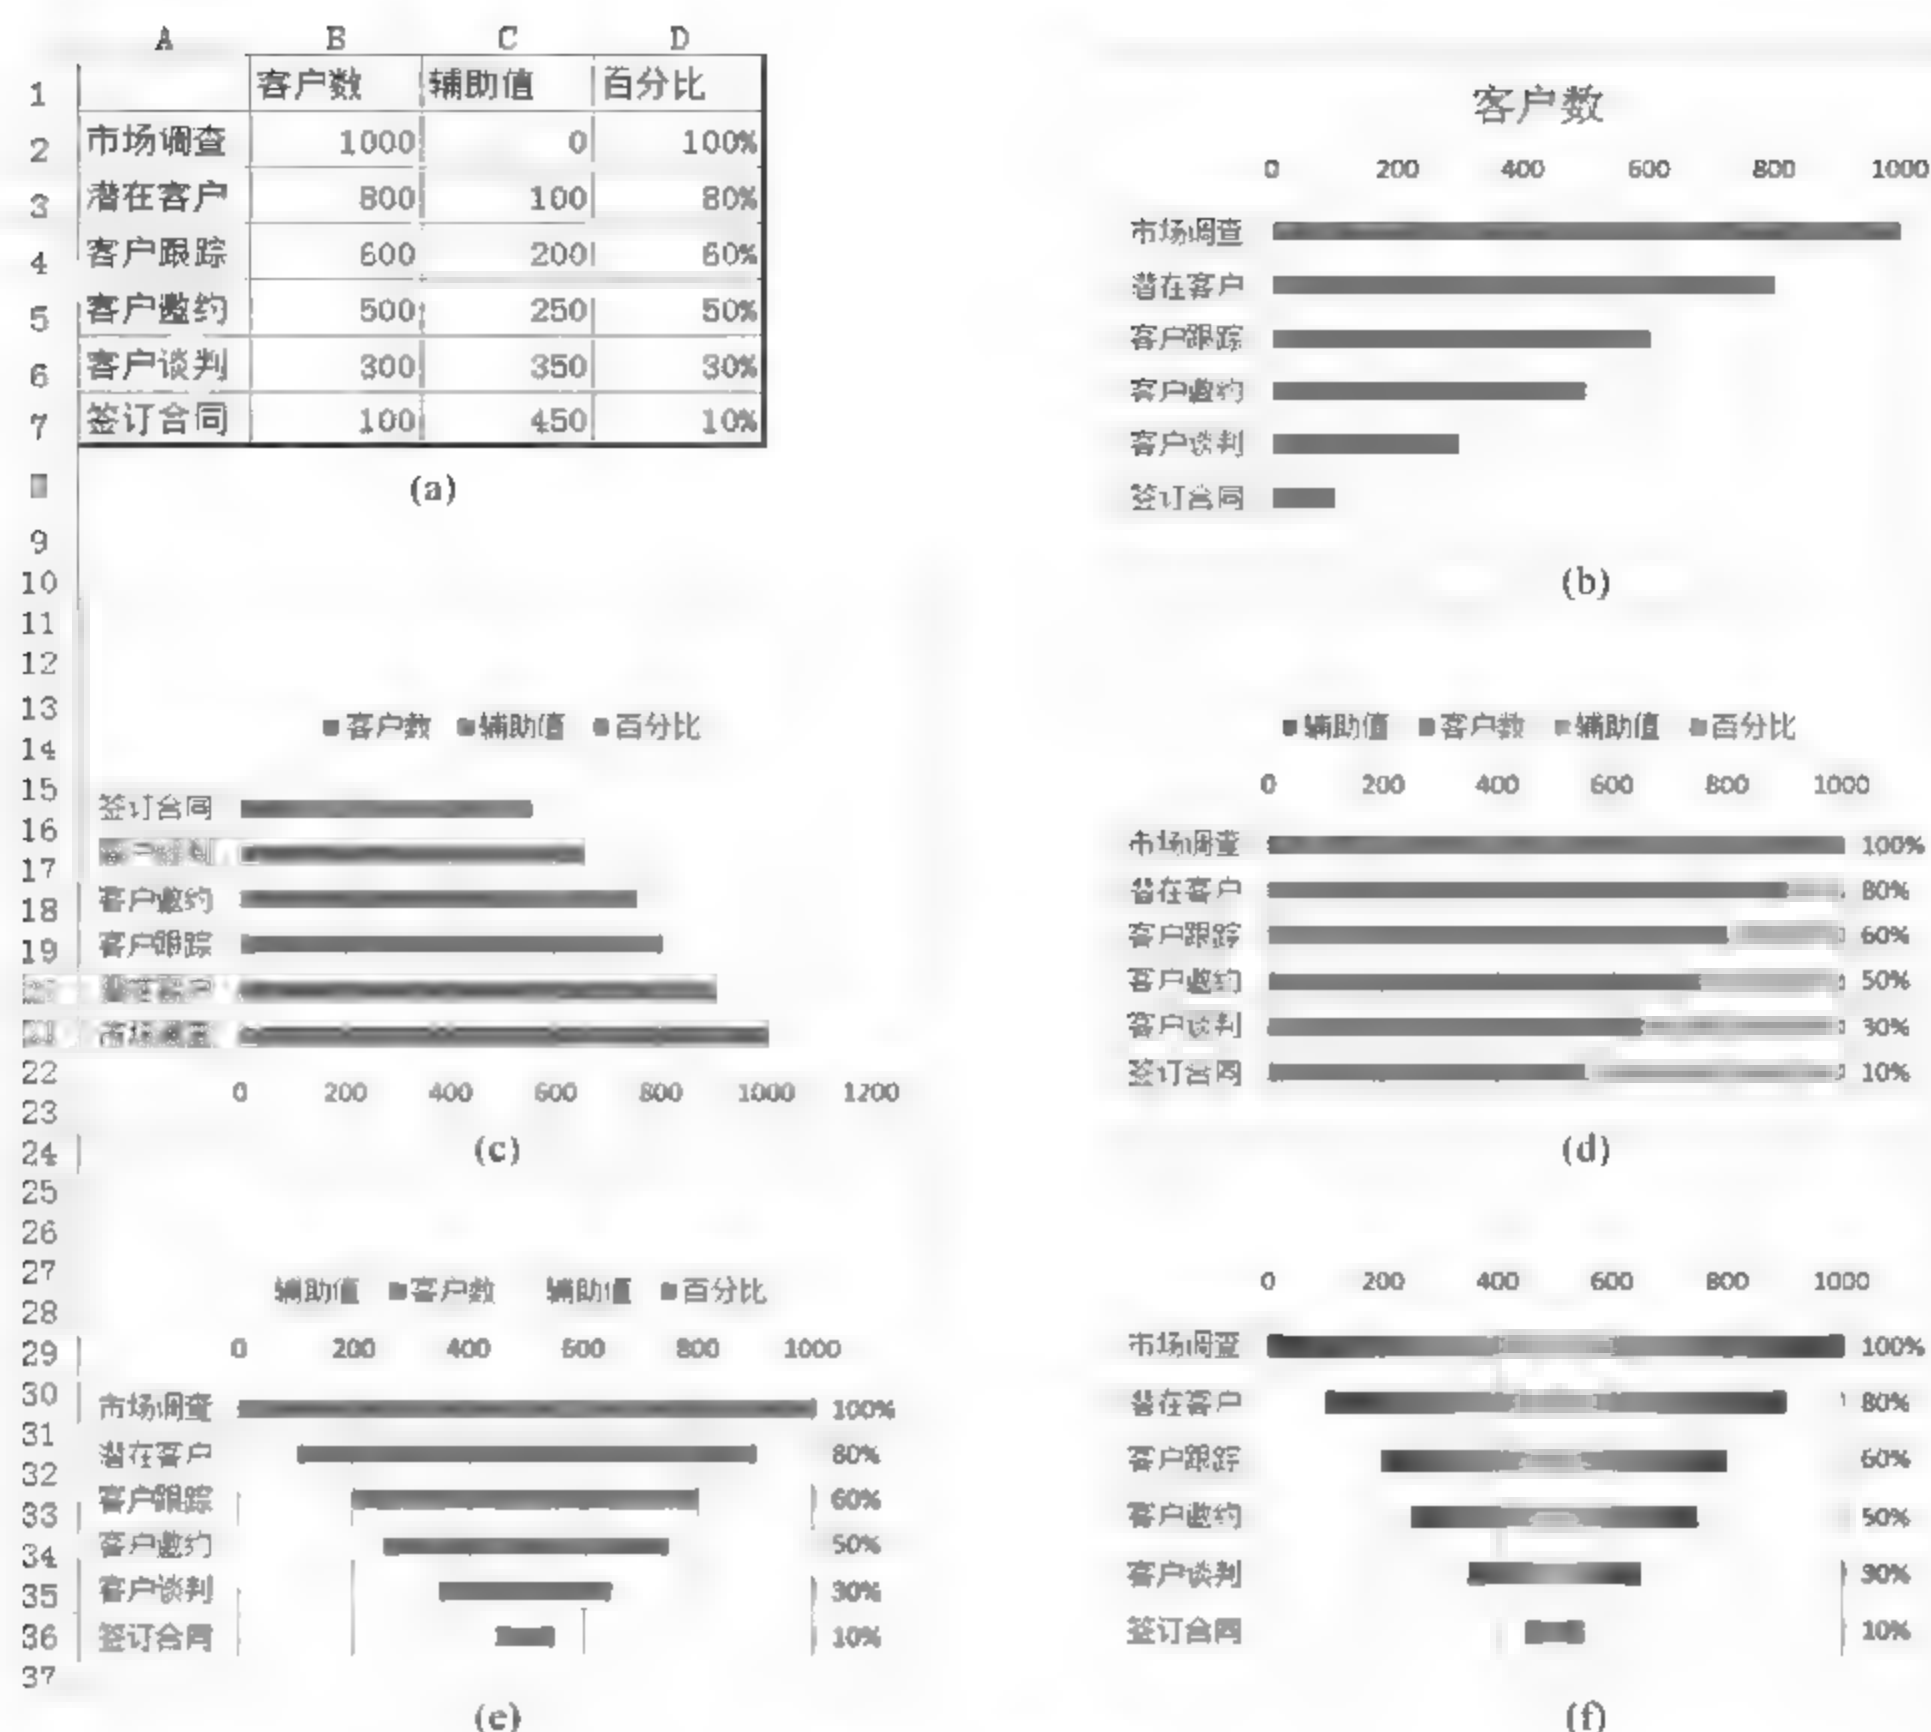 A B C D
1 客户数 辅助值 百分比
2 市场调查 1000 0 100%
3 潜在客户 800 100 80%
4 客户跟踪 600 200 60%
5 客户邀约 500 250 50%
6 客户谈判 300 350 30%
7 签订合同 100 450 10%
(a)
客户数
0 200 400 600 800 1000
市场调查
潜在客户
客户跟踪
客户邀约
客户谈判
签订合同
(b)
9
10
11
12
13
14
15
16
17
18
19
22
23
24
25
26
27
28
29
30
31
32
33
34
35
36
37
客户数 辅助值 百分比
签订合同
客户邀约
客户跟踪
0 200 400 600 800 1000 1200
(c)
辅助值 客户数 辅助值 百分比
0 200 400 600 800 1000
市场调查 100%
潜在客户 80%
客户跟踪 60%
客户邀约 50%
客户谈判 30%
签订合同 10%
(d)
辅助值 客户数 辅助值 百分比
0 200 400 600 800 1000
市场调查 100%
潜在客户 80%
客户跟踪 60%
客户邀约 50%
客户谈判 30%
签订合同 10%
(e)
0 200 400 600 800 1000
市场调查 100%
潜在客户 80%
客户跟踪 60%
客户邀约 50%
客户谈判 30%
签订合同 10%
(f)